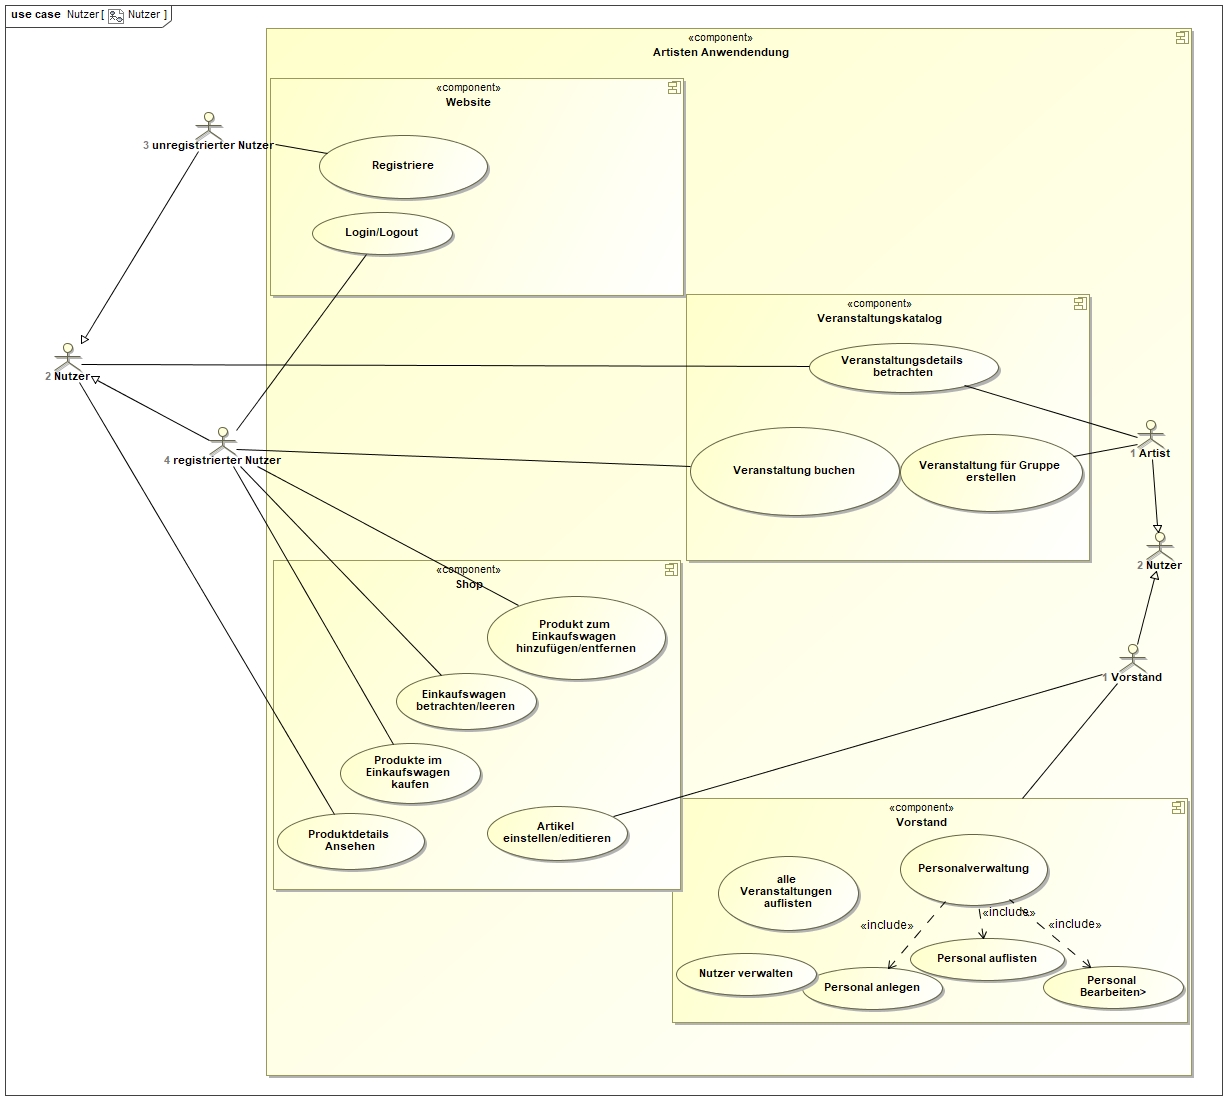 use case Nutzer[ Nutzer ]
«component»
Artisten Anwendendung
«component»
Website
3 unregistrierter Nutzer
Registriere
Login/Logout
«component»
Veranstaltungskatalog
2 Nutzer
Veranstaltungsdetails
betrachten
4 registrierter Nutzer
Veranstaltung buchen
Veranstaltung für Gruppe
erstellen
1 Artist
2 Nutzer
«component»
Shop
Produkt zum
Einkaufswagen
hinzufügen/entfernen
Einkaufswagen
betrachten/leeren
1 Vorstand
Produkte im
Einkaufswagen
kaufen
Produktdetails
Ansehen
Artikel
einstellen/editieren
«component»
Vorstand
Personalverwaltung
alle
Veranstaltungen
auflisten
«include»
«include»
«include»
Personal auflisten
Nutzer verwalten
Personal anlegen
Personal
Bearbeiten>